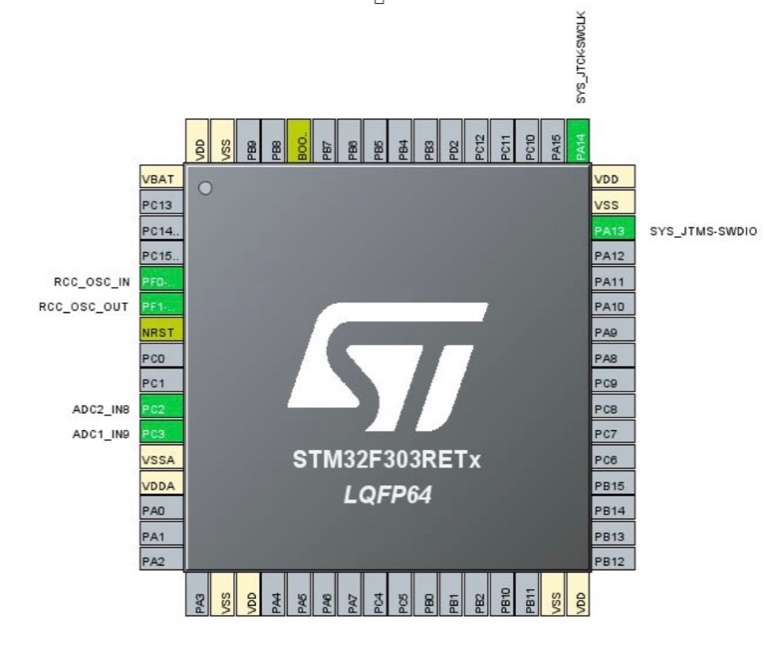 SYS_JTCK-SWCLK
VDD
VSS
PB9
PB8
BOO..
PB7
PB6
PB5
PB4
PB3
PD2
PC12
PC11
PC10
PA15
PA14
VBAT
PC13
PC14..
PC15..
RCC_OSC_IN PF0-..
RCC_OSC_OUT PF1-..
NRST
PC0
PC1
ADC2_IN8 PC2
ADC1_IN9 PC3
VSSA
VDDA
PA0
PA1
PA2
ST
STM32F303RETx
LQFP64
VDD
VSS
PA13 SYS_JTMS-SWDIO
PA12
PA11
PA10
PA9
PA8
PC9
PC8
PC7
PC6
PB15
PB14
PB13
PB12
PA3
VSS
VDD
PA4
PA5
PA6
PA7
PC4
PC5
PB0
PB1
PB2
PB10
PB11
VSS
VDD